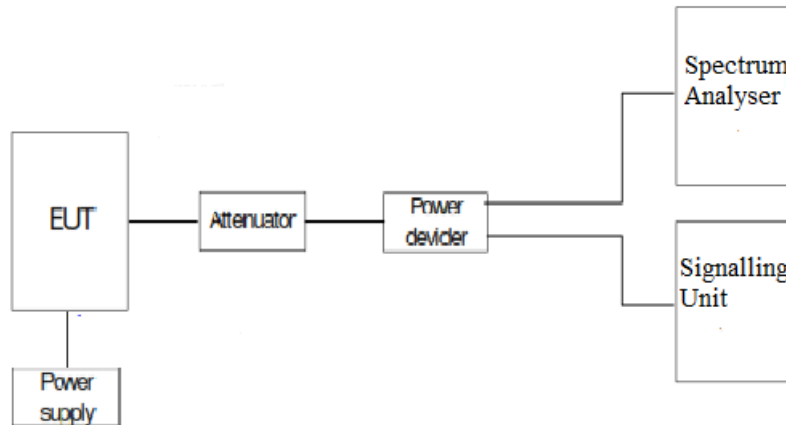 Spectrum
Analyser
EUT
Attenuator
Power
devider
Signalling
Unit
Power
supply